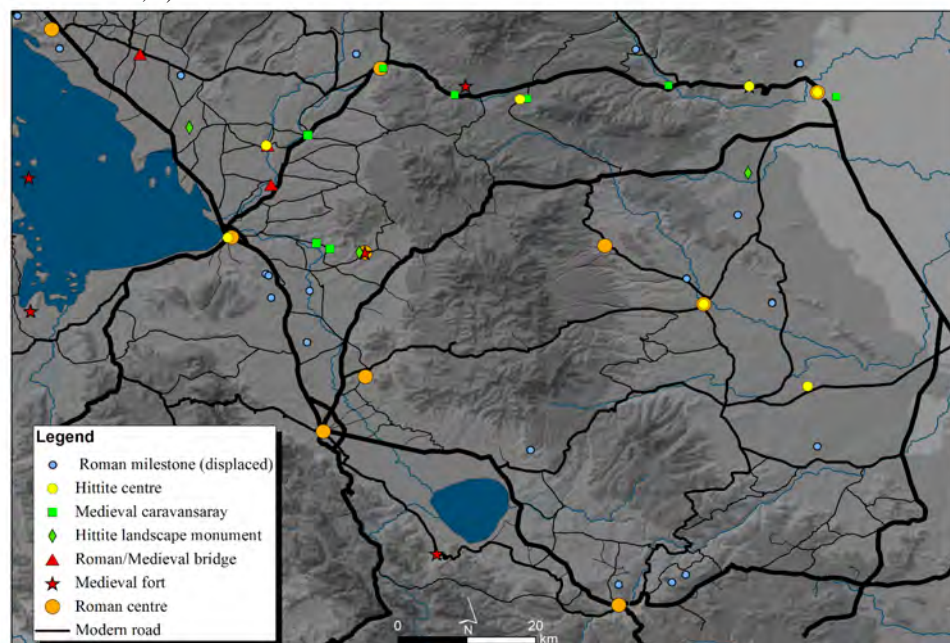 Legend
Roman milestone (displaced)
Hittite centre
Medieval caravansaray
Hittite landscape monument
Roman/Medieval bridge
Medieval fort
Roman centre
Modern road
N
0 10 20
km